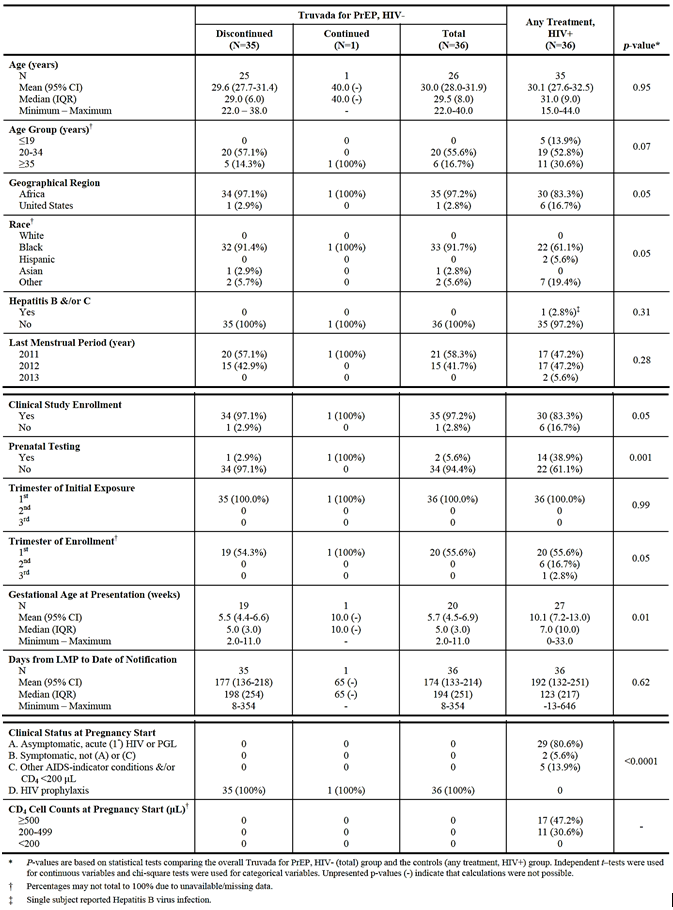 Truvada for PrEP, HIV-
Discontinued (N=35) Continued (N=1) Total (N=36) Any Treatment, HIV+ (N=36) p-value*
Age (years)
N 25 1 26 35
Mean (95% CI) 29.6 (27.7-31.4) 40.0 (-) 30.0 (28.0-31.9) 30.1 (27.6-32.5) 0.95
Median (IQR) 29.0 (6.0) 40.0 (-) 29.5 (8.0) 31.0 (9.0)
Minimum – Maximum 22.0 – 38.0 22.0-40.0 15.0-44.0
Age Group (years)†
≤19 0 0 0 5 (13.9%)
20-34 20 (57.1%) 0 20 (55.6%) 19 (52.8%) 0.07
≥35 5 (14.3%) 1 (100%) 6 (16.7%) 11 (30.6%)
Geographical Region
Africa 34 (97.1%) 1 (100%) 35 (97.2%) 30 (83.3%) 0.05
United States 1 (2.9%) 0 1 (2.8%) 6 (16.7%)
Race†
White 0 0 0 0
Black 32 (91.4%) 1 (100%) 33 (91.7%) 22 (61.1%)
Hispanic 0 0 0 2 (5.6%) 0.05
Asian 1 (2.9%) 0 1 (2.8%) 0
Other 2 (5.7%) 0 2 (5.6%) 7 (19.4%)
Hepatitis B &/or C
Yes 0 0 0 1 (2.8%)‡ 0.31
No 35 (100%) 1 (100%) 36 (100%) 35 (97.2%)
Last Menstrual Period (year)
2011 20 (57.1%) 1 (100%) 21 (58.3%) 17 (47.2%)
2012 15 (42.9%) 0 15 (41.7%) 17 (47.2%) 0.28
2013 0 0 0 2 (5.6%)
Clinical Study Enrollment
Yes 34 (97.1%) 1 (100%) 35 (97.2%) 30 (83.3%) 0.05
No 1 (2.9%) 0 1 (2.8%) 6 (16.7%)
Prenatal Testing
Yes 1 (2.9%) 1 (100%) 2 (5.6%) 14 (38.9%) 0.001
No 34 (97.1%) 0 34 (94.4%) 22 (61.1%)
Trimester of Initial Exposure
1st 35 (100.0%) 1 (100%) 36 (100.0%) 36 (100.0%)
2nd 0 0 0 0 0.99
3rd 0 0 0 0
Trimester of Enrollment†
1st 19 (54.3%) 1 (100%) 20 (55.6%) 20 (55.6%)
2nd 0 0 0 6 (16.7%) 0.05
3rd 0 0 0 1 (2.8%)
Gestational Age at Presentation (weeks)
N 19 1 20 27
Mean (95% CI) 5.5 (4.4-6.6) 10.0 (-) 5.7 (4.5-6.9) 10.1 (7.2-13.0) 0.01
Median (IQR) 5.0 (3.0) 10.0 (-) 5.0 (3.0) 7.0 (10.0)
Minimum – Maximum 2.0-11.0 - 2.0-11.0 0-33.0
Days from LMP to Date of Notification
N 35 1 36 36
Mean (95% CI) 177 (136-218) 65 (-) 174 (133-214) 192 (132-251) 0.62
Median (IQR) 198 (254) 65 (-) 194 (251) 123 (217)
Minimum – Maximum 8-354 - 8-354 -13-646
Clinical Status at Pregnancy Start
A. Asymptomatic, acute (1˚) HIV or PGL 0 0 0 29 (80.6%)
B. Symptomatic, not (A) or (C) 0 0 0 2 (5.6%)
C. Other AIDS-indicator conditions &/or 0 0 0 5 (13.9%) <0.0001
CD4 <200 µL
D. HIV prophylaxis 35 (100%) 1 (100%) 36 (100%) 0
CD4 Cell Counts at Pregnancy Start (µL)†
≥500 0 0 0 17 (47.2%)
200-499 0 0 0 11 (30.6%) -
<200 0 0 0 0
* P-values are based on statistical tests comparing the overall Truvada for PrEP, HIV- (total) group and the controls (any treatment, HIV+) group. Independent t–tests were used
for continuous variables and chi-square tests were used for categorical variables. Unpresented p-values (-) indicate that calculations were not possible.
† Percentages may not total to 100% due to unavailable/missing data.
‡ Single subject reported Hepatitis B virus infection.